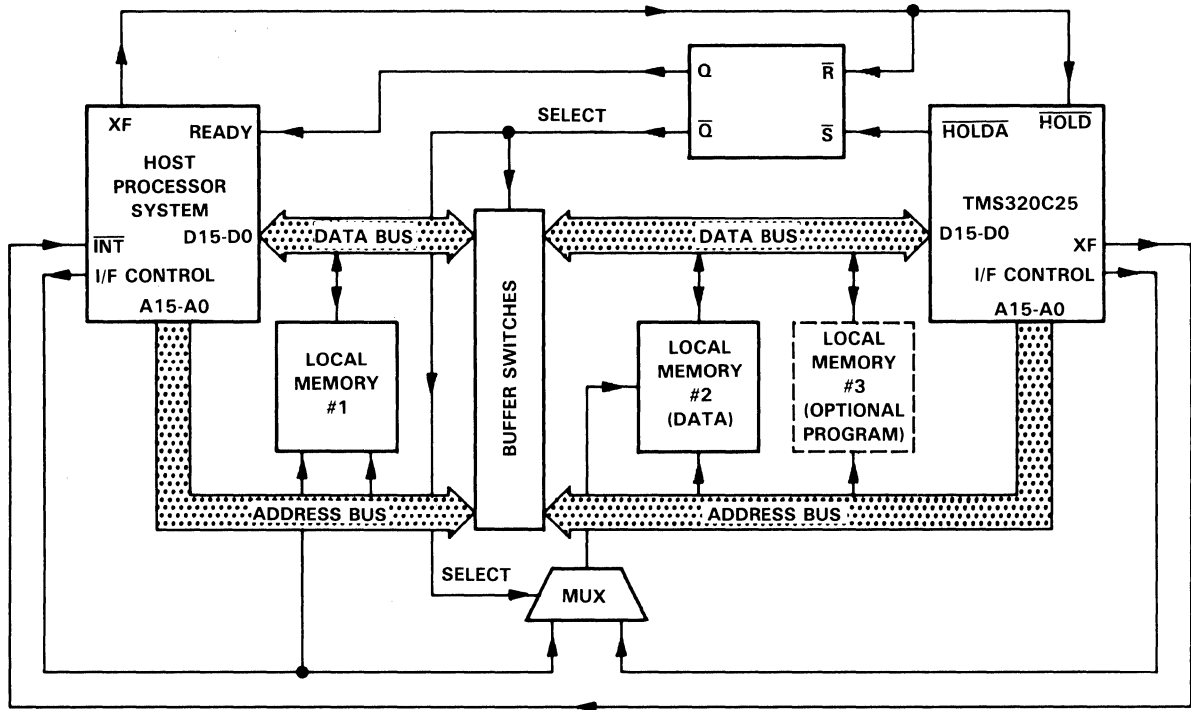 XF
READY
HOST
PROCESSOR
SYSTEM
INT
D15-D0
I/F CONTROL
A15-A0
Q
R
Q
S
SELECT
HOLDA
HOLD
TMS320C25
D15-D0
XF
I/F CONTROL
A15-A0
DATA BUS
DATA BUS
BUFFER SWITCHES
LOCAL
MEMORY
#1
LOCAL
MEMORY
#2
(DATA)
LOCAL
MEMORY
#3
(OPTIONAL
PROGRAM)
ADDRESS BUS
ADDRESS BUS
SELECT
MUX